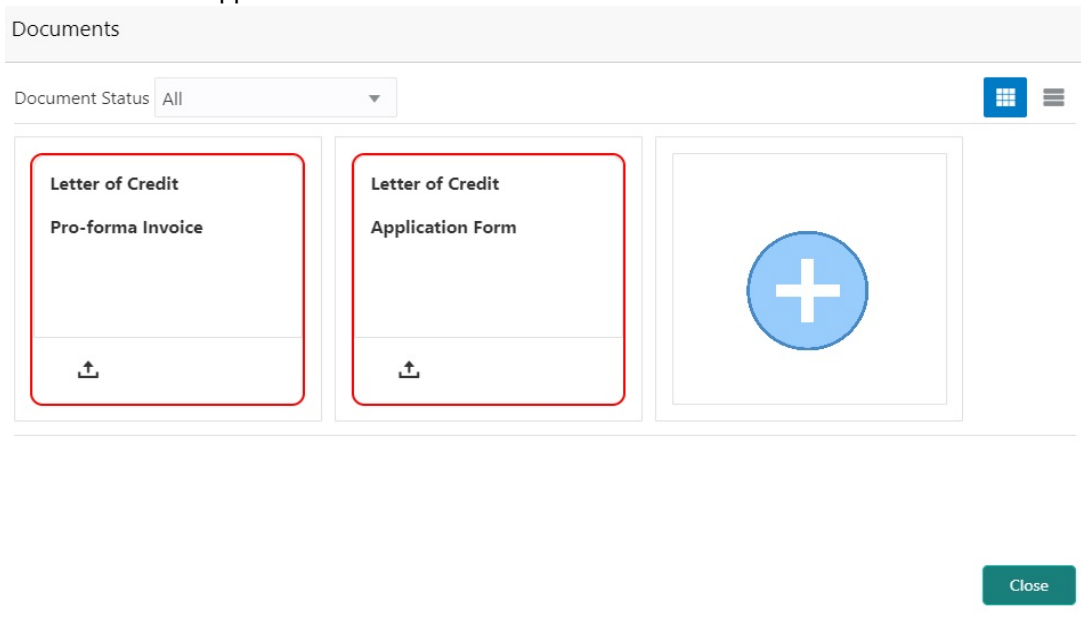 Documents
Document Status All
Letter of Credit
Pro-forma Invoice
Letter of Credit
Application Form
Close